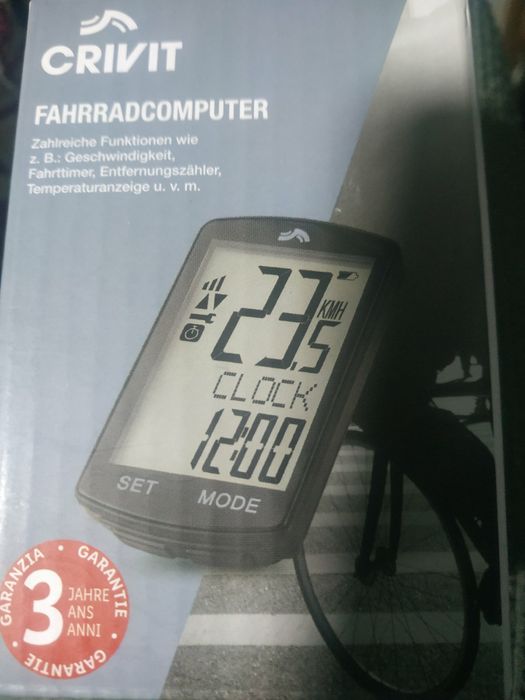 CRIVIT
FAHRRADCOMPUTER
Zahlreiche Funktionen wie
z. B.: Geschwindigkeit,
Fahrttimer, Entfernungszähler,
Temperaturanzeige u. v. m.
23.5
KMH
CLOCK
12:00
SET MODE
GARANZIA • GARANTIE • GARANTIE •
3 JAHRE
ANS
ANNI